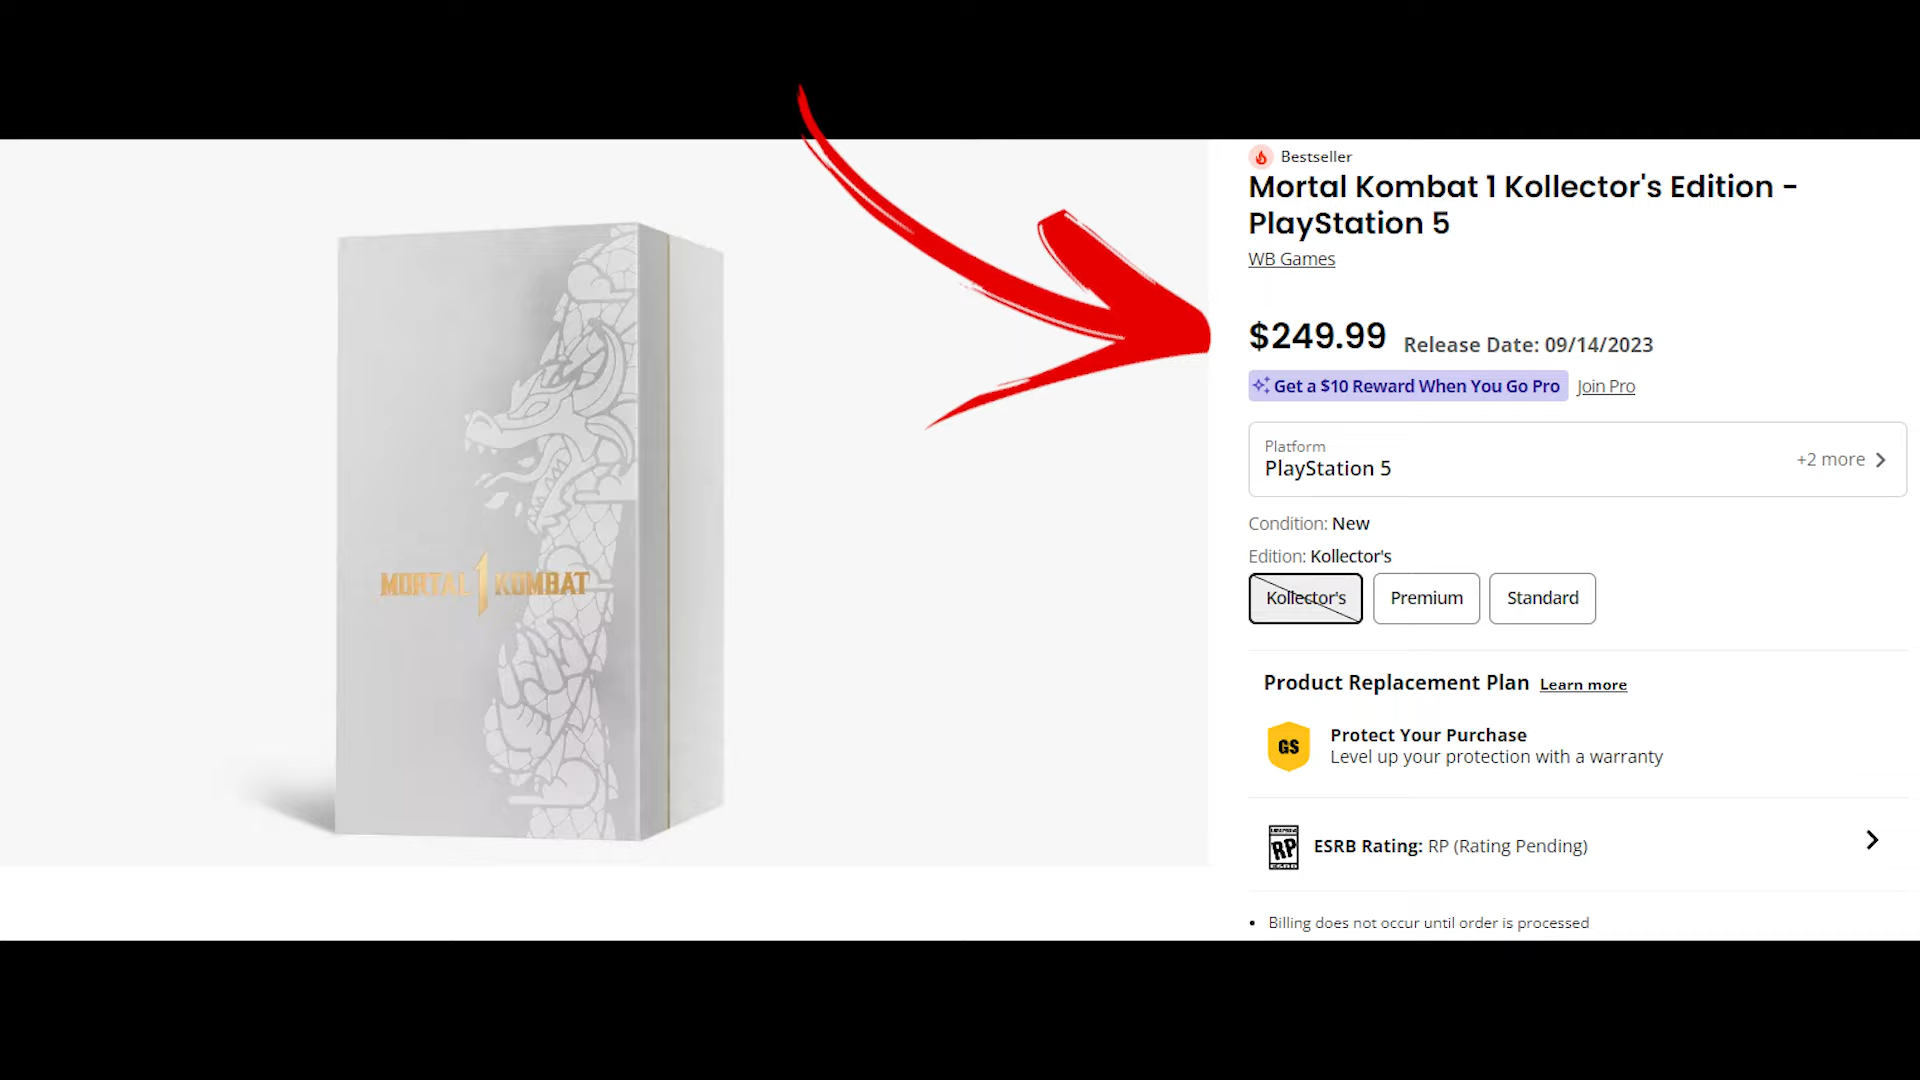 MORTAL 1 KOMBAT
Bestseller
Mortal Kombat 1 Kollector's Edition -
PlayStation 5
WB Games
$249.99 Release Date: 09/14/2023
Get a $10 Reward When You Go Pro Join Pro
Platform
PlayStation 5
+2 more
Condition: New
Edition: Kollector's
Kollector's Premium Standard
Product Replacement Plan Learn more
GS
Protect Your Purchase
Level up your protection with a warranty
RP
ESRB
ESRB Rating: RP (Rating Pending)
• Billing does not occur until order is processed